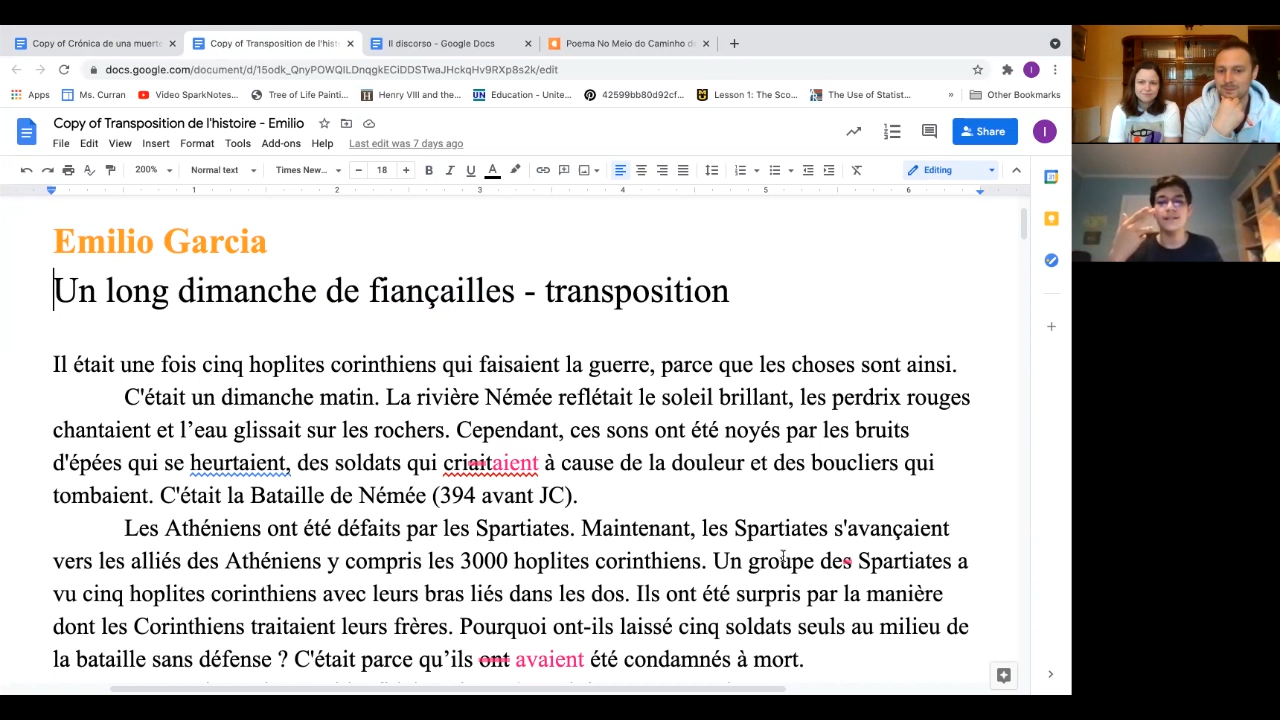 Copy of Crónica de una muerte
Copy of Transposition de l'hist
Il discorso - Google Docs
Poema No Meio do Caminho d
docs.google.com/document/d/15odk_QnyPOWQILDnqgkECiDDSTwaJHckqHv9RXp8s2k/edit
Apps Ms. Curran Video SparkNotes... Tree of Life Painti... Henry VIII and the... Education - Unite... 42599bb80d92cf... Lesson 1: The Sco... The Use of Statist... » Other Bookmarks
Copy of Transposition de l'histoire - Emilio
File Edit View Insert Format Tools Add-ons Help Last edit was 7 days ago
Share
I
200% Normal text Times New... 18 B I U A Editing
1 2 3 4 5 6
Emilio Garcia
Un long dimanche de fiançailles - transposition
Il était une fois cinq hoplites corinthiens qui faisaient la guerre, parce que les choses sont ainsi.
C'était un dimanche matin. La rivière Némée reflétait le soleil brillant, les perdrix rouges
chantaient et l’eau glissait sur les rochers. Cependant, ces sons ont été noyés par les bruits
d'épées qui se heurtaient, des soldats qui criaitaient à cause de la douleur et des boucliers qui
tombaient. C'était la Bataille de Némée (394 avant JC).
Les Athéniens ont été défaits par les Spartiates. Maintenant, les Spartiates s'avançaient
vers les alliés des Athéniens y compris les 3000 hoplites corinthiens. Un groupe des Spartiates a
vu cinq hoplites corinthiens avec leurs bras liés dans les dos. Ils ont été surpris par la manière
dont les Corinthiens traitaient leurs frères. Pourquoi ont-ils laissé cinq soldats seuls au milieu de
la bataille sans défense ? C'était parce qu’ils ont avaient été condamnés à mort.